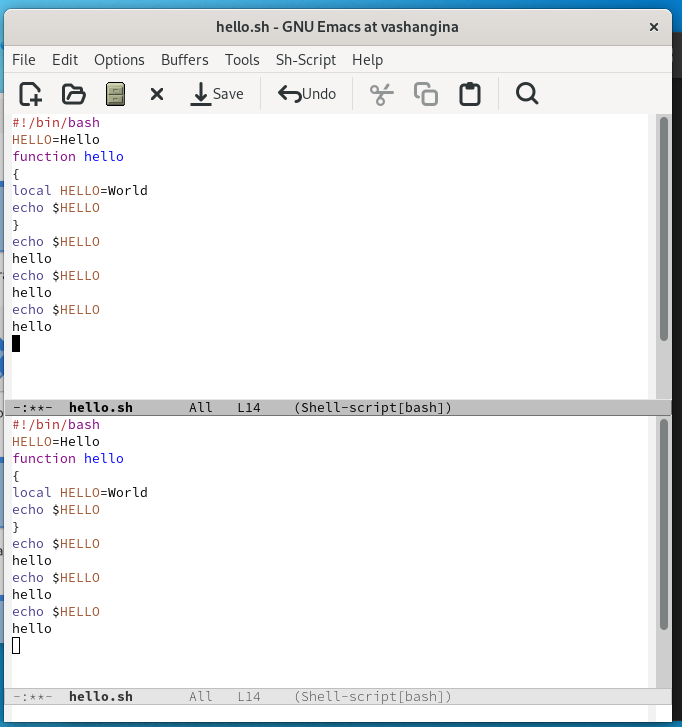 hello.sh - GNU Emacs at vashangina
File Edit Options Buffers Tools Sh-Script Help
Save Undo
#!/bin/bash
HELLO=Hello
function hello
{
local HELLO=World
echo $HELLO
}
echo $HELLO
hello
echo $HELLO
hello
echo $HELLO
hello
-:**- hello.sh All L14 (Shell-script[bash])
#!/bin/bash
HELLO=Hello
function hello
{
local HELLO=World
echo $HELLO
}
echo $HELLO
hello
echo $HELLO
hello
echo $HELLO
hello
-:**- hello.sh All L14 (Shell-script[bash])